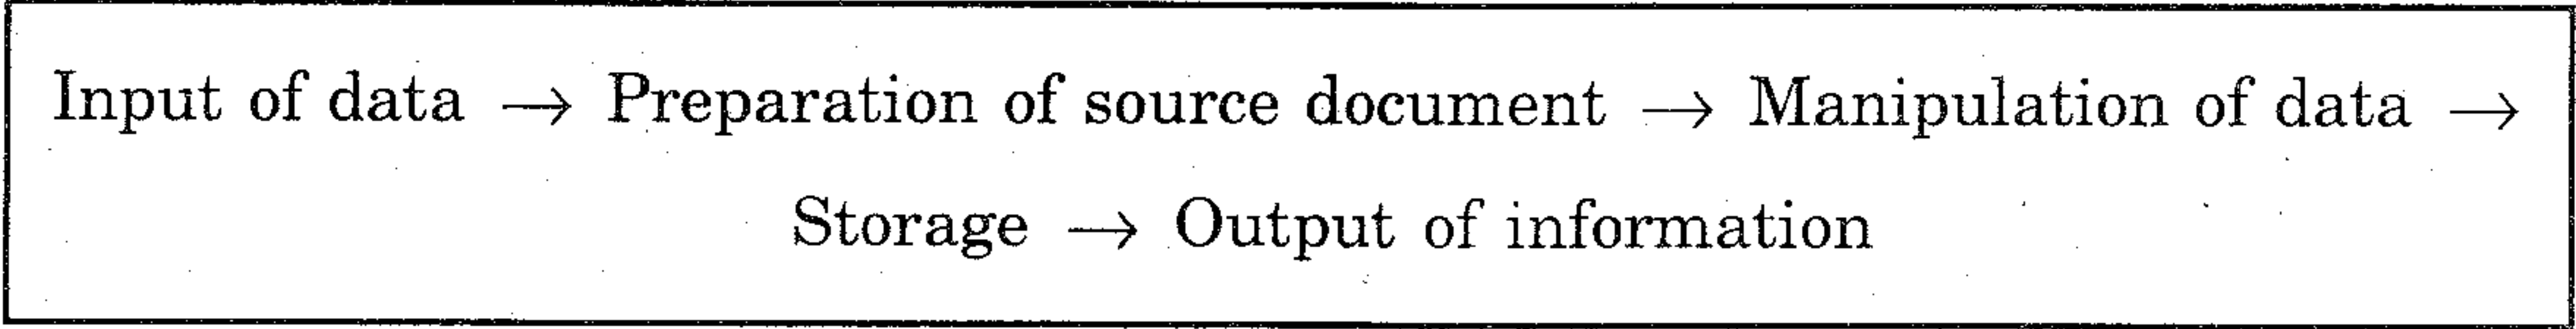 Input of data → Preparation of source document → Manipulation of data →
Storage → Output of information